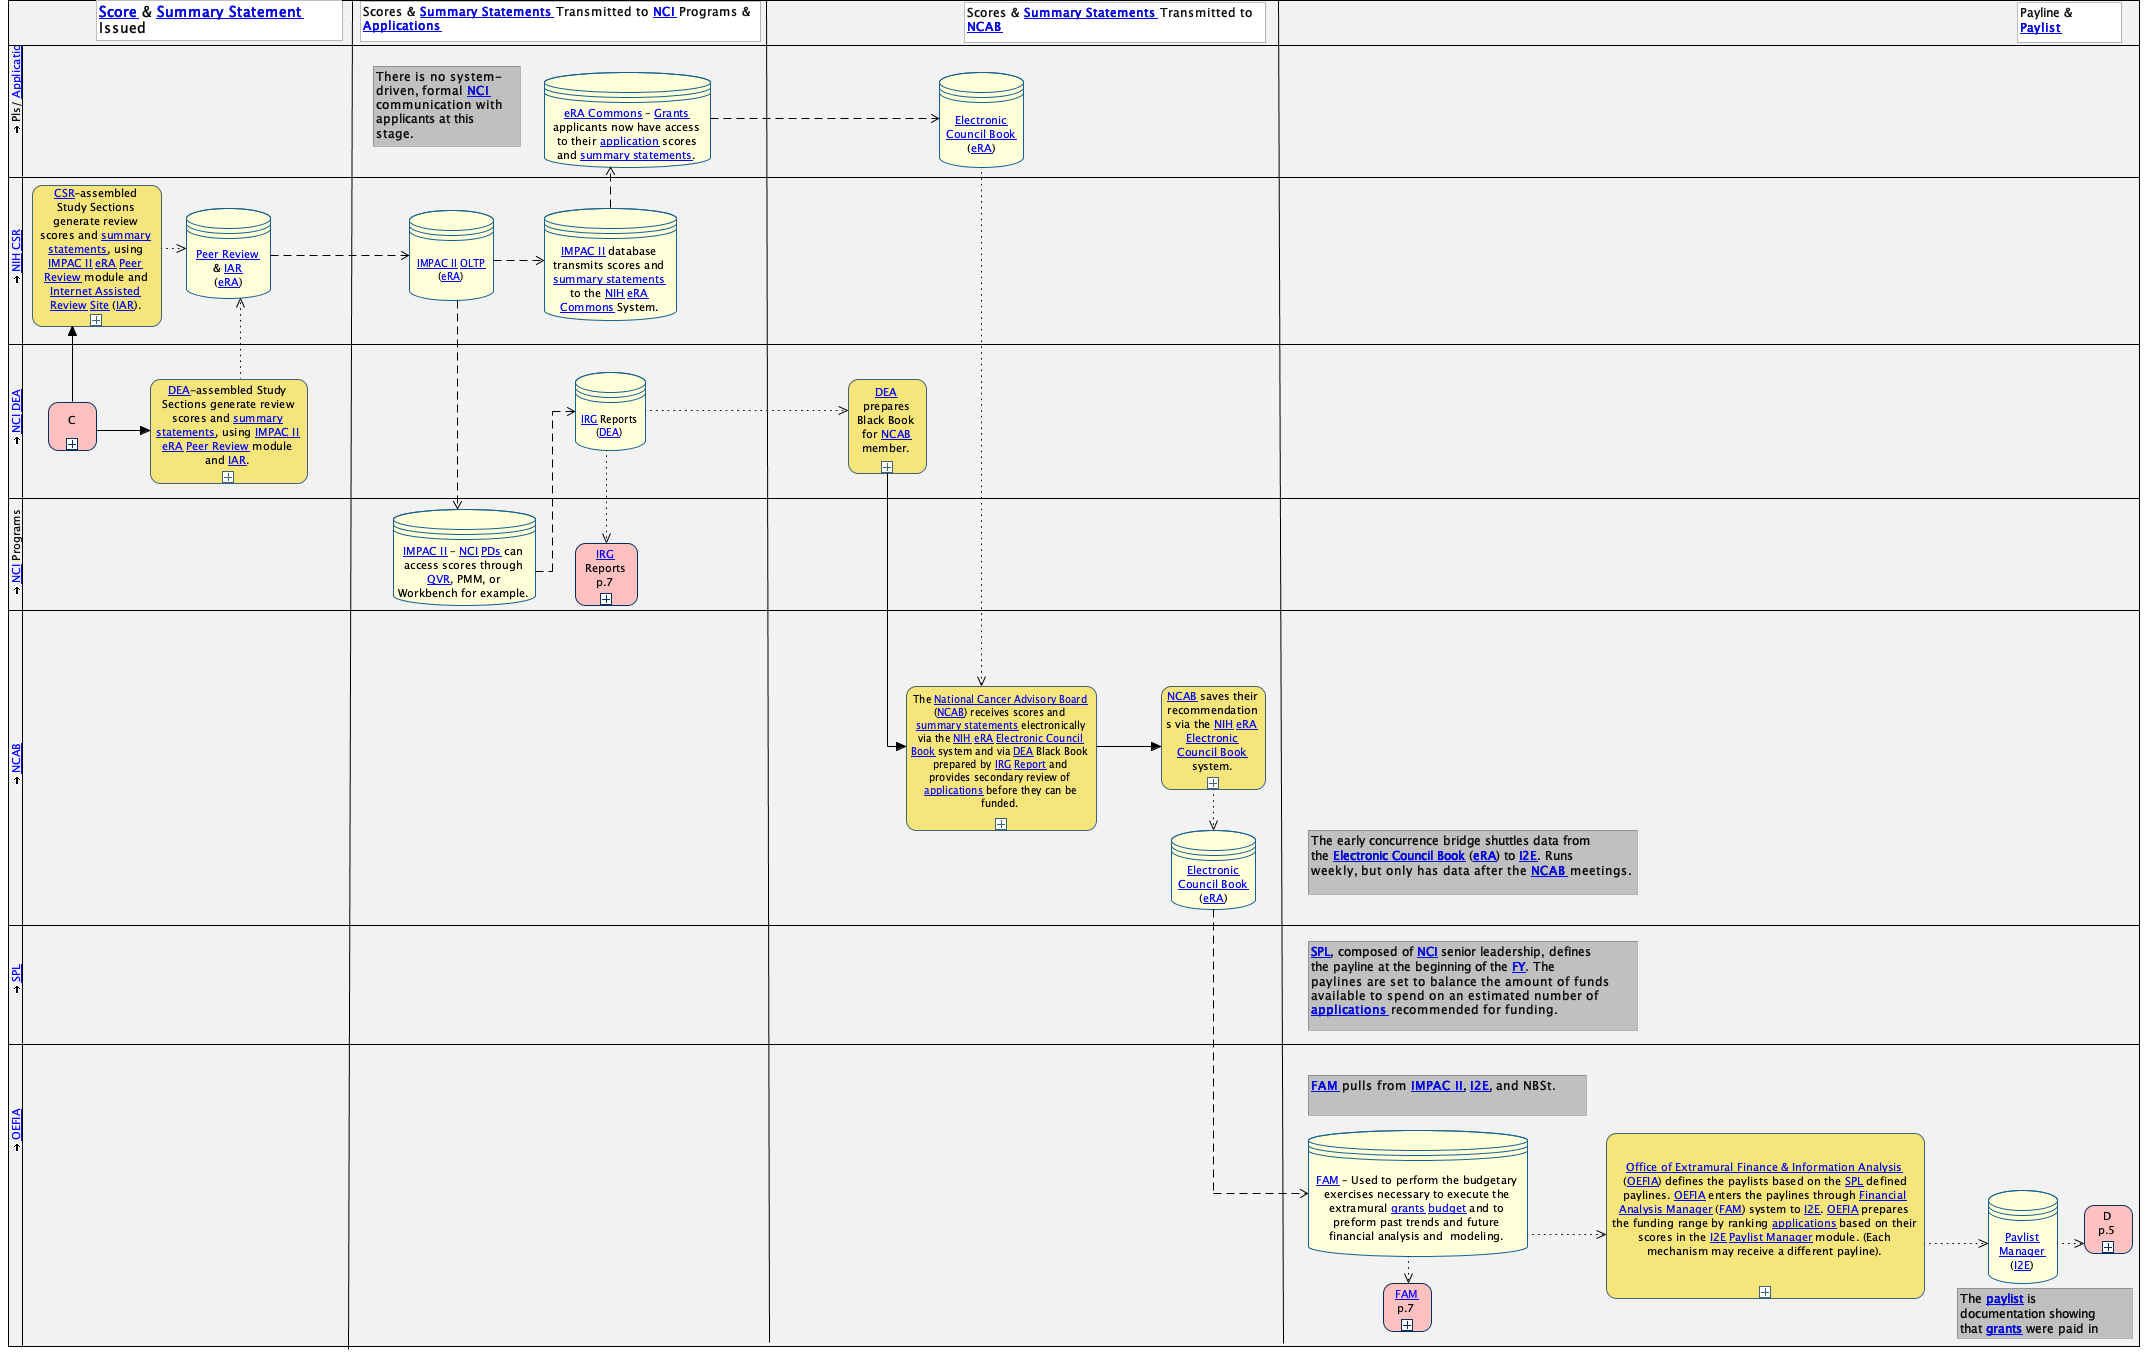 Score & Summary Statement
Issued
Scores & Summary Statements Transmitted to NCI Programs &
Applications
Scores & Summary Statements Transmitted to
NCAB
Payline &
Paylist
PIs/ Applicatio
There is no system-
driven, formal NCI
communication with
applicants at this
stage.
eRA Commons - Grants
applicants now have access
to their application scores
and summary statements.
Electronic
Council Book
(eRA)
NIH CSR
CSR-assembled
Study Sections
generate review
scores and summary
statements, using
IMPAC II eRA Peer
Review module and
Internet Assisted
Review Site (IAR).
Peer Review
& IAR
(eRA)
IMPAC II OLTP
(eRA)
IMPAC II database
transmits scores and
summary statements
to the NIH eRA
Commons System.
NCI DEA
C
DEA-assembled Study
Sections generate review
scores and summary
statements, using IMPAC II
eRA Peer Review module
and IAR.
IRG Reports
(DEA)
DEA
prepares
Black Book
for NCAB
member.
NCI Programs
IMPAC II - NCI PDs can
access scores through
QVR, PMM, or
Workbench for example.
IRG
Reports
p.7
NCAB
The National Cancer Advisory Board
(NCAB) receives scores and
summary statements electronically
via the NIH eRA Electronic Council
Book system and via DEA Black Book
prepared by IRG Report and
provides secondary review of
applications before they can be
funded.
NCAB saves their
recommendation
s via the NIH eRA
Electronic
Council Book
system.
Electronic
Council Book
(eRA)
The early concurrence bridge shuttles data from
the Electronic Council Book (eRA) to I2E. Runs
weekly, but only has data after the NCAB meetings.
SPL
SPL, composed of NCI senior leadership, defines
the payline at the beginning of the FY. The
paylines are set to balance the amount of funds
available to spend on an estimated number of
applications recommended for funding.
OEFIA
FAM pulls from IMPAC II, I2E, and NBSt.
FAM - Used to perform the budgetary
exercises necessary to execute the
extramural grants budget and to
preform past trends and future
financial analysis and modeling.
FAM
p.7
Office of Extramural Finance & Information Analysis
(OEFIA) defines the paylists based on the SPL defined
paylines. OEFIA enters the paylines through Financial
Analysis Manager (FAM) system to I2E. OEFIA prepares
the funding range by ranking applications based on their
scores in the I2E Paylist Manager module. (Each
mechanism may receive a different payline).
Paylist
Manager
(I2E)
D
p.5
The paylist is
documentation showing
that grants were paid in